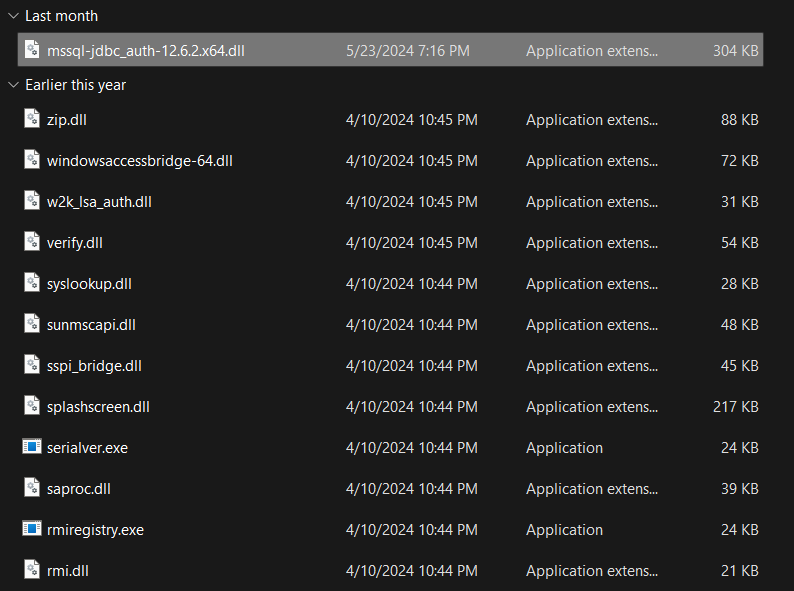 Last month
mssql-jdbc_auth-12.6.2.x64.dll 5/23/2024 7:16 PM Application extens... 304 KB
Earlier this year
zip.dll 4/10/2024 10:45 PM Application extens... 88 KB
windowsaccessbridge-64.dll 4/10/2024 10:45 PM Application extens... 72 KB
w2k_lsa_auth.dll 4/10/2024 10:45 PM Application extens... 31 KB
verify.dll 4/10/2024 10:45 PM Application extens... 54 KB
syslookup.dll 4/10/2024 10:44 PM Application extens... 28 KB
sunmscapi.dll 4/10/2024 10:44 PM Application extens... 48 KB
sspi_bridge.dll 4/10/2024 10:44 PM Application extens... 45 KB
splashscreen.dll 4/10/2024 10:44 PM Application extens... 217 KB
serialver.exe 4/10/2024 10:44 PM Application 24 KB
saproc.dll 4/10/2024 10:44 PM Application extens... 39 KB
rmiregistry.exe 4/10/2024 10:44 PM Application 24 KB
rmi.dll 4/10/2024 10:44 PM Application extens... 21 KB